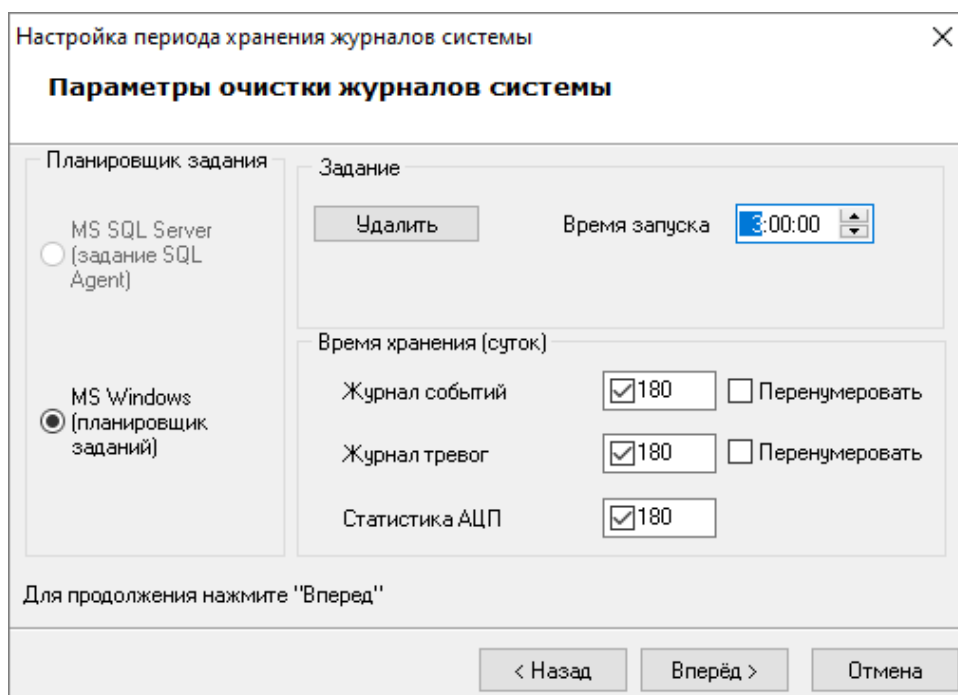 Настройка периода хранения журналов системы
Параметры очистки журналов системы
Планировщик задания
MS SQL Server
(задание SQL
Agent)
MS Windows
(планировщик
заданий)
Задание
Удалить
Время запуска
3:00:00
Время хранения (суток)
Журнал событий 180 Перенумеровать
Журнал тревог 180 Перенумеровать
Статистика АЦП 180
Для продолжения нажмите "Вперед"
< Назад
Вперёд >
Отмена